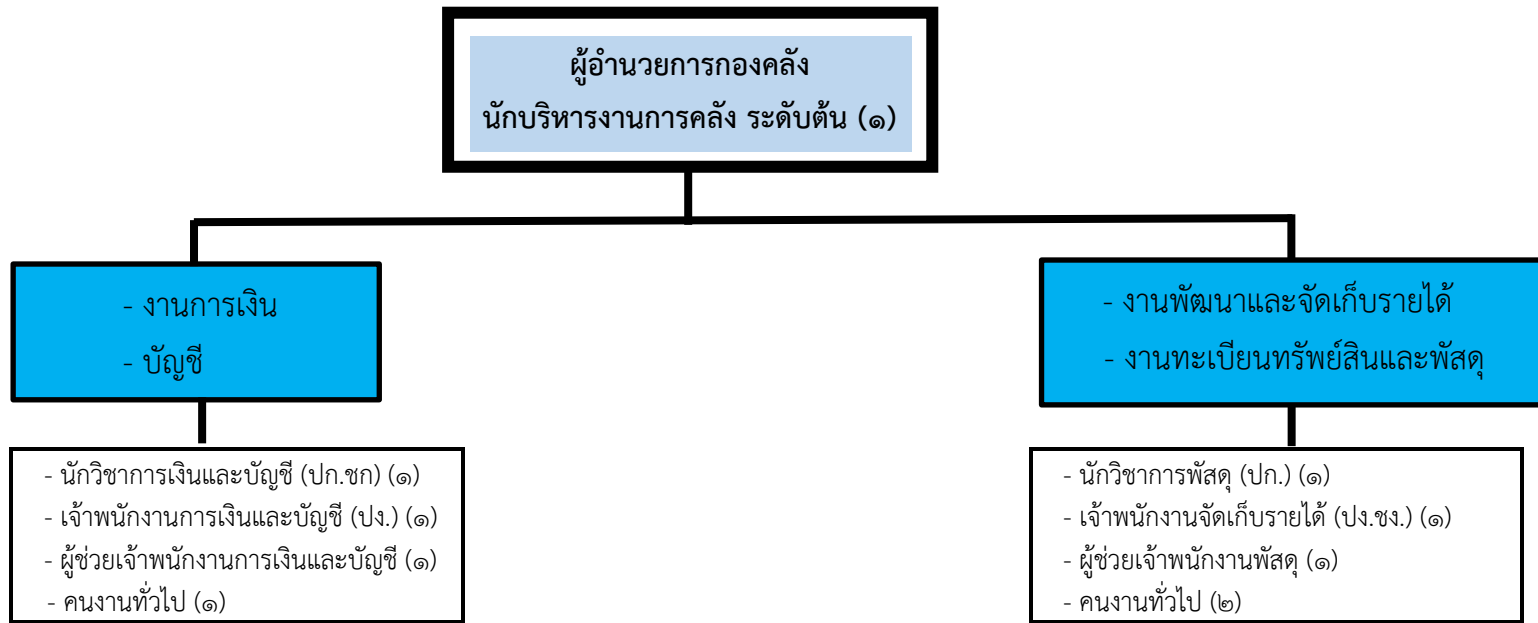 ผู้อำนวยการกองคลัง
นักบริหารงานการคลัง ระดับต้น (๑)
- งานการเงิน
- บัญชี
- งานพัฒนาและจัดเก็บรายได้
- งานทะเบียนทรัพย์สินและพัสดุ
- นักวิชาการเงินและบัญชี (ปก.ชก) (๑)
- เจ้าพนักงานการเงินและบัญชี (ปง.) (๑)
- ผู้ช่วยเจ้าพนักงานการเงินและบัญชี (๑)
- คนงานทั่วไป (๑)
- นักวิชาการพัสดุ (ปก.) (๑)
- เจ้าพนักงานจัดเก็บรายได้ (ปง.ชง.) (๑)
- ผู้ช่วยเจ้าพนักงานพัสดุ (๑)
- คนงานทั่วไป (๒)